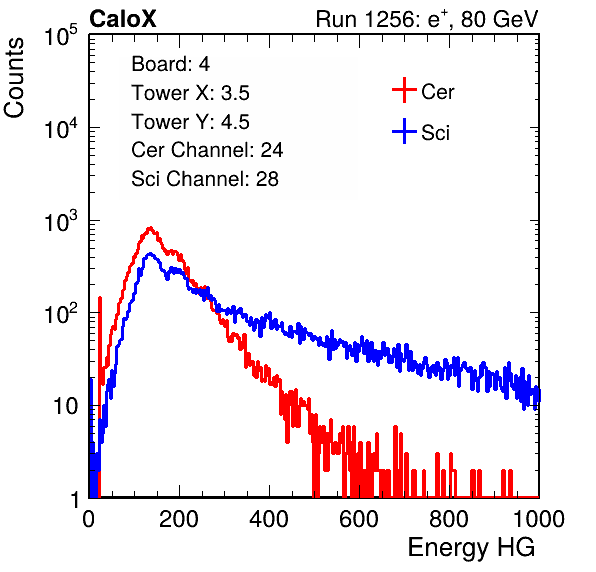 CaloX Run 1256: e⁺, 80 GeV
Counts
10⁵
10⁴
10³
10²
10
1
Board: 4
Tower X: 3.5
Tower Y: 4.5
Cer Channel: 24
Sci Channel: 28
Cer
Sci
0 200 400 600 800 1000
Energy HG